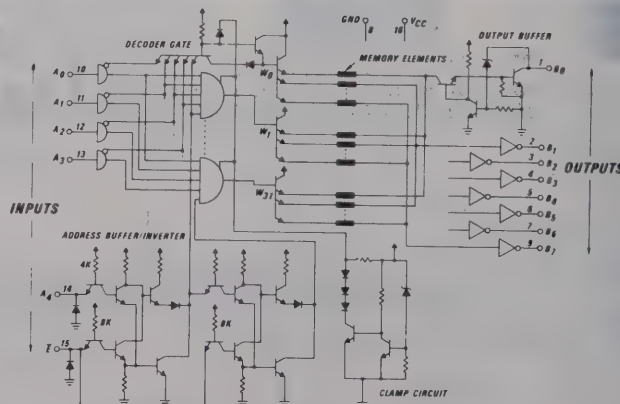 GND 8
16 VCC
OUTPUT BUFFER
DECODER GATE
MEMORY ELEMENTS
1 B0
A0 10
W0
A1 11
A2 12
W1
2 B1
A3 13
3 B2
4 B3
OUTPUTS
5 B4
W31
INPUTS
6 B5
7 B6
ADDRESS BUFFER/INVERTER
9 B7
4K
A4 14
8K
8K
E̅ 15
CLAMP CIRCUIT